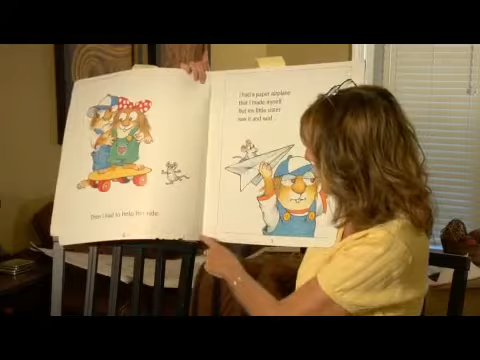 Then I had to help her ride.
I had a paper airplane
that I made myself.
But my little sister
saw it and said . . .